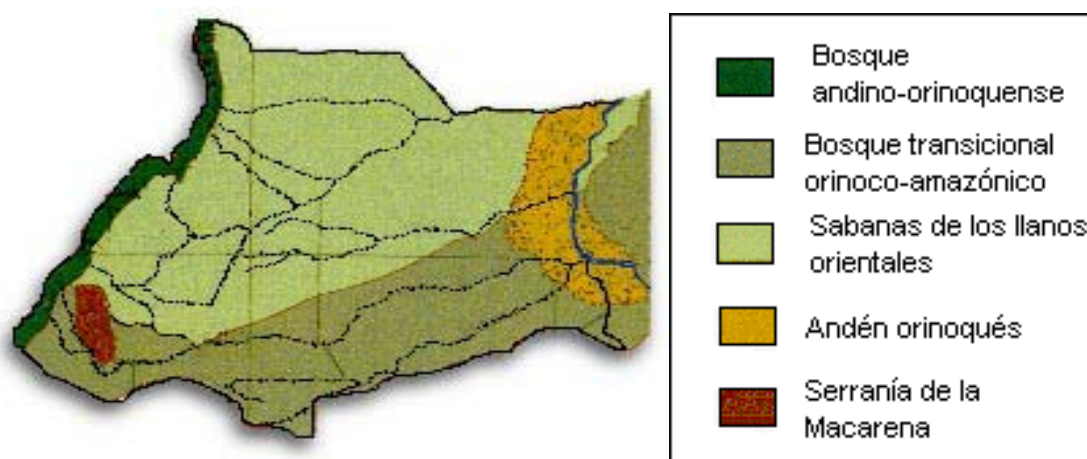 Bosque
andino-orinoquense
Bosque transicional
orinoco-amazónico
Sabanas de los llanos
orientales
Andén orinoqués
Serranía de la
Macarena